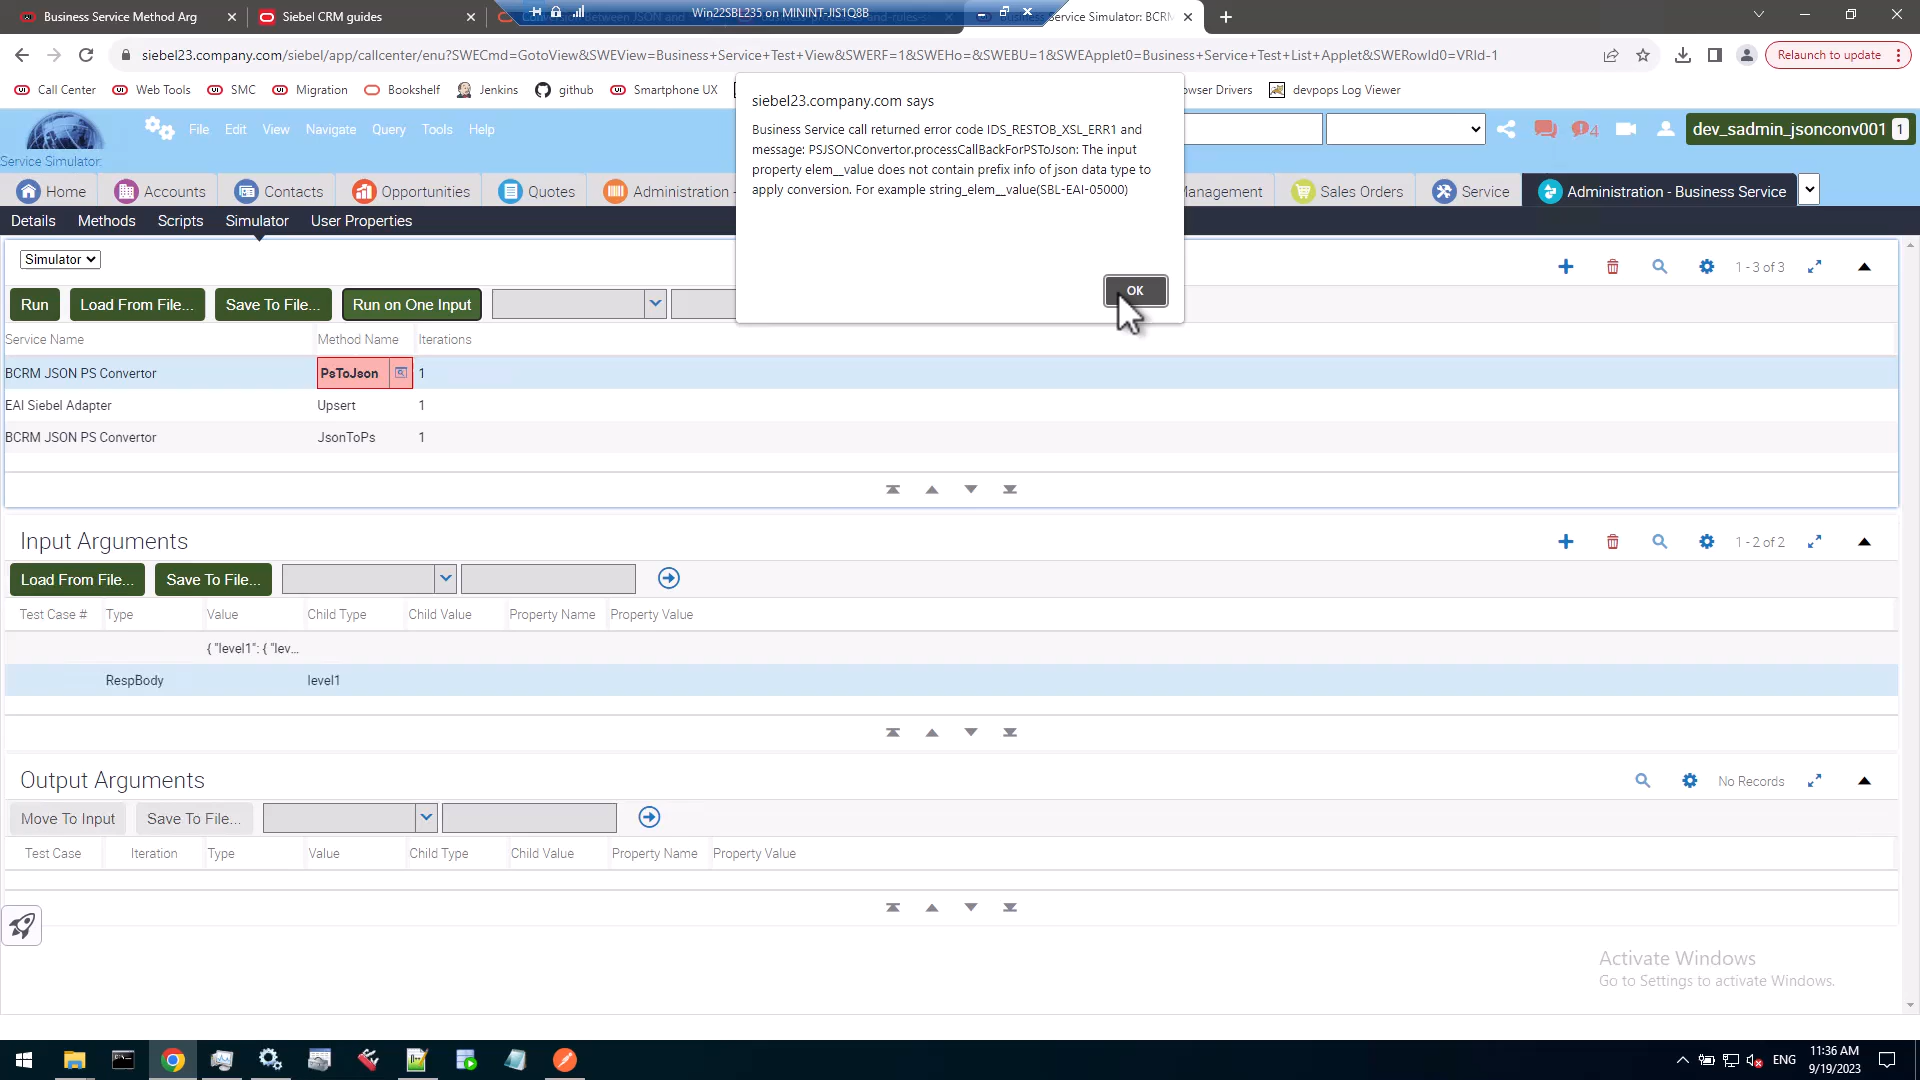 Business Service Method Arg
Siebel CRM guides
Win22SBL235 on MININT-JIS1Q8B
Business Service Simulator: BCRM
siebel23.company.com/siebel/app/callcenter/enu?SWECmd=GotoView&SWEView=Business+Service+Test+View&SWERF=1&SWEHo=&SWEBU=1&SWEApplet0=Business+Service+Test+List+Applet&SWERowId0=VRId-1
Relaunch to update
Call Center
Web Tools
SMC
Migration
Bookshelf
Jenkins
github
Smartphone UX
owser Drivers
devpops Log Viewer
siebel23.company.com says
Business Service call returned error code IDS_RESTOB_XSL_ERR1 and
message: PSJSONConvertor.processCallBackForPSToJson: The input
property elem__value does not contain prefix info of json data type to
apply conversion. For example string_elem__value(SBL-EAI-05000)
OK
File Edit View Navigate Query Tools Help
4
dev_sadmin_jsonconv001 1
Service Simulator:
Home
Accounts
Contacts
Opportunities
Quotes
Administration -
Management
Sales Orders
Service
Administration - Business Service
Details Methods Scripts Simulator User Properties
Simulator
1 - 3 of 3
Run
Load From File...
Save To File...
Run on One Input
Service Name Method Name Iterations
BCRM JSON PS Convertor PsToJson 1
EAI Siebel Adapter Upsert 1
BCRM JSON PS Convertor JsonToPs 1
Input Arguments
1 - 2 of 2
Load From File...
Save To File...
Test Case # Type Value Child Type Child Value Property Name Property Value
{ "level1": { "lev...
RespBody level1
Output Arguments
No Records
Move To Input
Save To File...
Test Case Iteration Type Value Child Type Child Value Property Name Property Value
Activate Windows
Go to Settings to activate Windows.
ENG
11:36 AM
9/19/2023